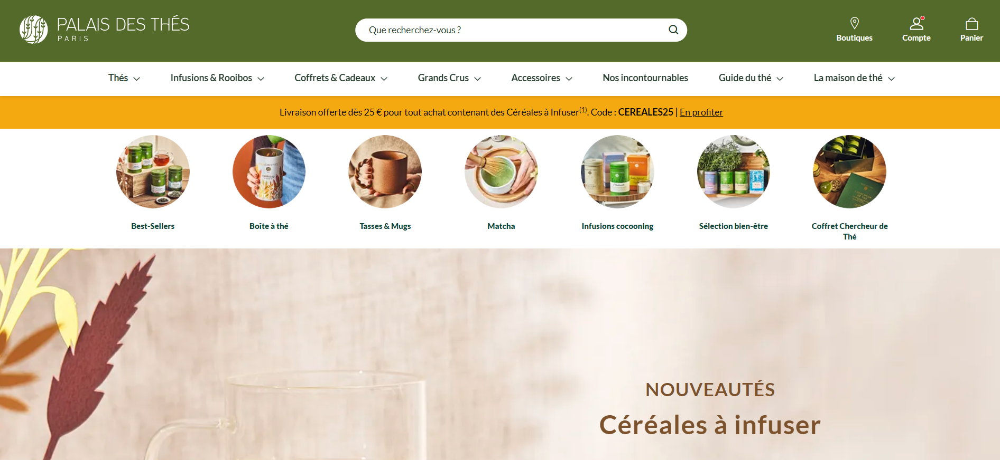 PALAIS DES THÉS
PARIS
Que recherchez-vous ?
Boutiques
Compte
Panier
Thés
Infusions & Rooibos
Coffrets & Cadeaux
Grands Crus
Accessoires
Nos incontournables
Guide du thé
La maison de thé
Livraison offerte dès 25 € pour tout achat contenant des Céréales à Infuser(1). Code : CEREALES25 | En profiter
Best-Sellers
Boîte à thé
Tasses & Mugs
Matcha
Infusions cocooning
Sélection bien-être
Coffret Chercheur de
Thé
NOUVEAUTÉS
Céréales à infuser